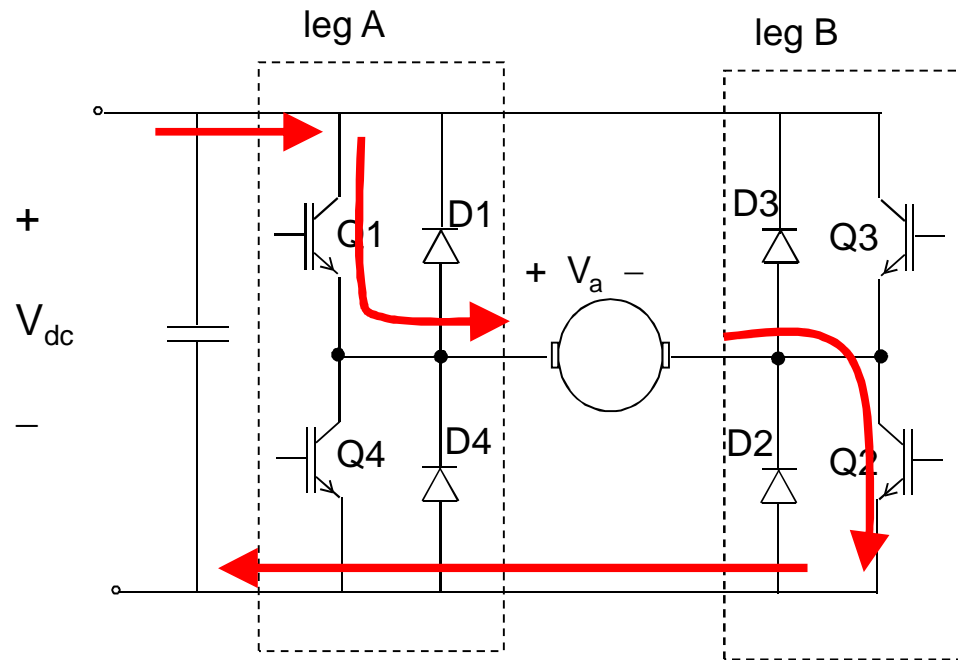 leg A
leg B
+
V_dc
−
Q1
D1
D3
Q3
+ V_a −
Q4
D4
D2
Q2